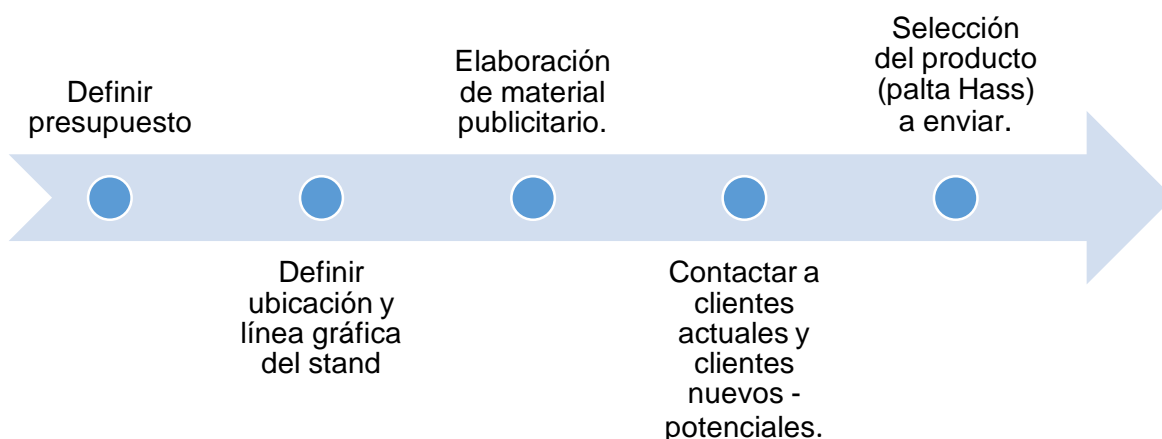 Definir
presupuesto
Definir
ubicación y
línea gráfica
del stand
Elaboración
de material
publicitario.
Contactar a
clientes
actuales y
clientes
nuevos -
potenciales.
Selección
del producto
(palta Hass)
a enviar.